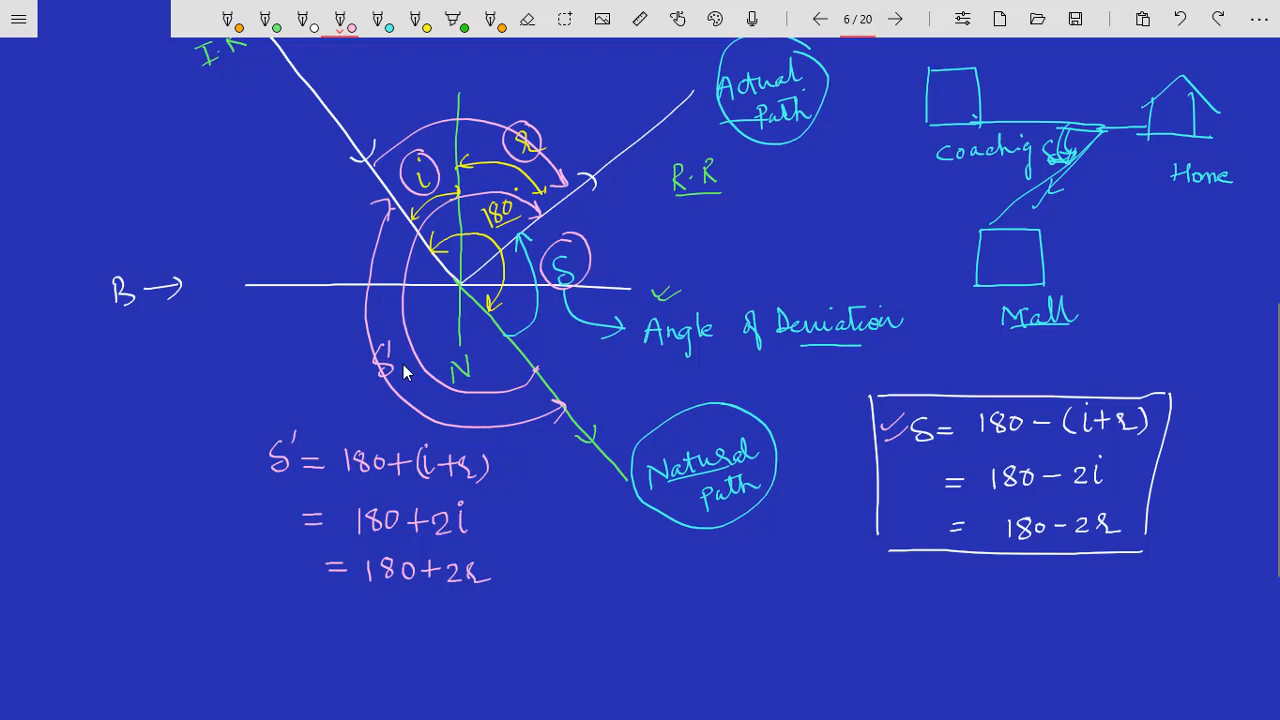 6 / 20
I.R
Actual
Path
i
r
180°
R.R
Coaching
Home
Mall
B →
δ
Angle of Deviation
δ'
N
Natural
path
δ = 180 - (i+r)
= 180 - 2i
= 180 - 2r
δ' = 180+(i+r)
= 180+2i
= 180+2r